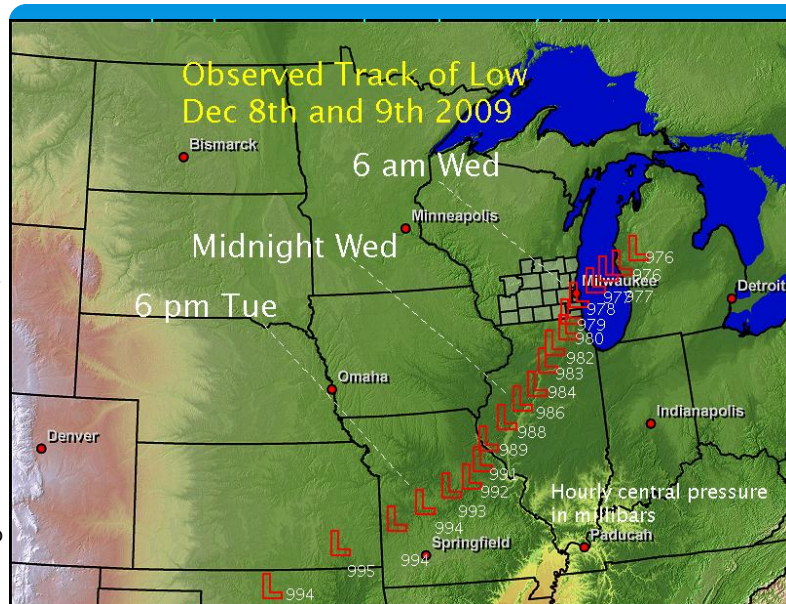 Observed Track of Low
Dec 8th and 9th 2009
Bismarck
6 am Wed
Minneapolis
Midnight Wed
976
976
Milwaukee
977
977
Detroit
6 pm Tue
978
979
980
982
983
Omaha
984
986
Indianapolis
988
Denver
989
991
992
Hourly central pressure
in millibars
993
994
Paducah
Springfield
994
995
994